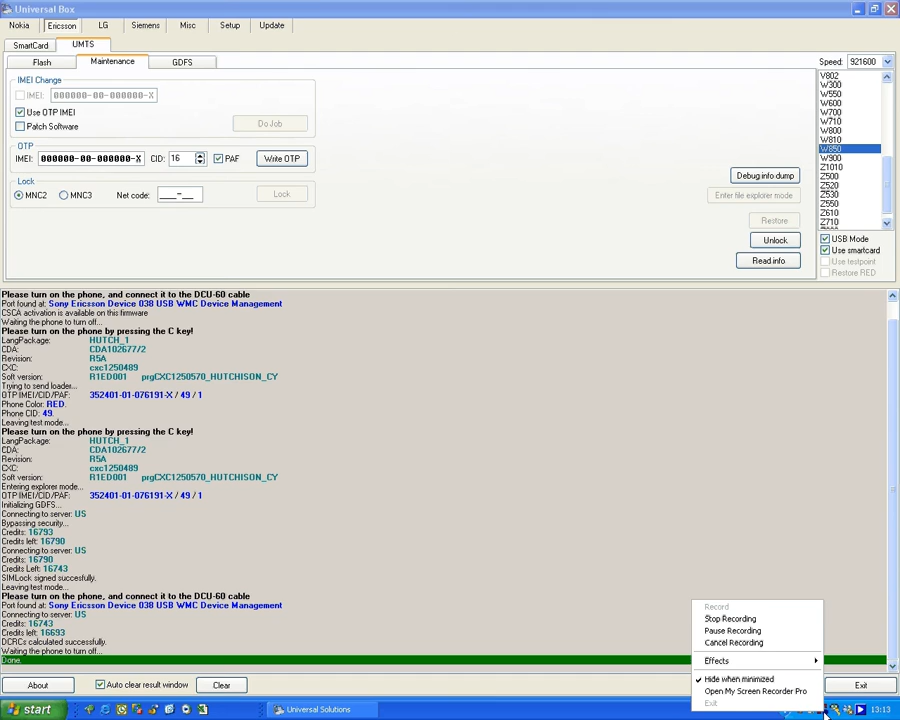 Universal Box
Nokia Ericsson LG Siemens Misc Setup Update
SmartCard UMTS
Flash Maintenance GDFS Speed: 921600
IMEI Change
IMEI: 000000-00-000000-X
Use OTP IMEI
Patch Software Do Job
OTP
IMEI: 000000-00-000000-X CID: 16 PAF Write OTP
Lock
MNC2 MNC3 Net code: ___-__ Lock
Debug info dump
Enter file explorer mode
Restore
Unlock
Read info
V802
W300
W550
W600
W700
W710
W800
W810
W850
W900
Z1010
Z500
Z520
Z530
Z550
Z610
Z710
USB Mode
Use smartcard
Use testpoint
Restore RED
Please turn on the phone, and connect it to the DCU-60 cable
Port found at: Sony Ericsson Device 038 USB WMC Device Management
CSCA activation is available on this firmware
Waiting the phone to turn off...
Please turn on the phone by pressing the C key!
LangPackage: HUTCH_1
CDA: CDA102677/2
Revision: R5A
CXC: cxc1250489
Soft version: R1ED001 prgCXC1250570_HUTCHISON_CY
Trying to send loader...
OTP IMEI/CID/PAF: 352401-01-076191-X / 49 / 1
Phone Color: RED.
Phone CID: 49.
Leaving test mode...
Please turn on the phone by pressing the C key!
LangPackage: HUTCH_1
CDA: CDA102677/2
Revision: R5A
CXC: cxc1250489
Soft version: R1ED001 prgCXC1250570_HUTCHISON_CY
Entering explorer mode...
OTP IMEI/CID/PAF: 352401-01-076191-X / 49 / 1
Initializing GDFS...
Connecting to server: US
Bypassing security...
Credits: 16793
Credits left: 16790
Connecting to server: US
Credits: 16790
Credits Left: 16743
SIMLock signed succesfully.
Leaving test mode...
Please turn on the phone, and connect it to the DCU-60 cable
Port found at: Sony Ericsson Device 038 USB WMC Device Management
Connecting to server: US
Credits: 16743
Credits left: 16693
DCRCs calculated successfully.
Waiting the phone to turn off...
Done.
Record
Stop Recording
Pause Recording
Cancel Recording
Effects
Hide when minimized
Open My Screen Recorder Pro
Exit
About Auto clear result window Clear Exit
start Universal Solutions 13:13